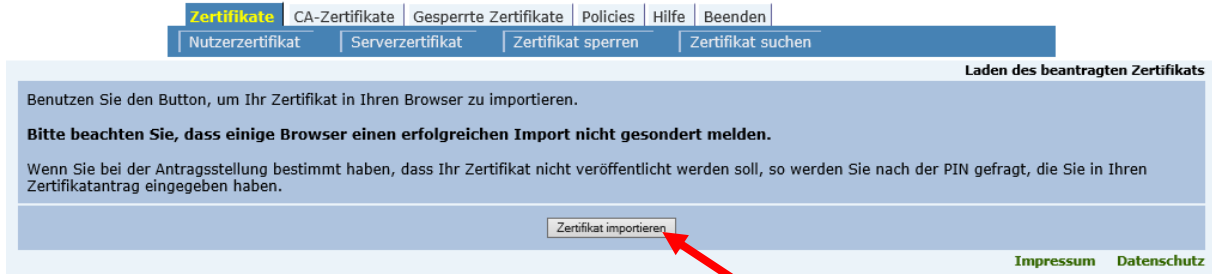 Zertifikate CA-Zertifikate Gesperrte Zertifikate Policies Hilfe Beenden
Nutzerzertifikat Serverzertifikat Zertifikat sperren Zertifikat suchen
Laden des beantragten Zertifikats
Benutzen Sie den Button, um Ihr Zertifikat in Ihren Browser zu importieren.
Bitte beachten Sie, dass einige Browser einen erfolgreichen Import nicht gesondert melden.
Wenn Sie bei der Antragsstellung bestimmt haben, dass Ihr Zertifikat nicht veröffentlicht werden soll, so werden Sie nach der PIN gefragt, die Sie in Ihren
Zertifikatantrag eingegeben haben.
Zertifikat importieren
Impressum Datenschutz